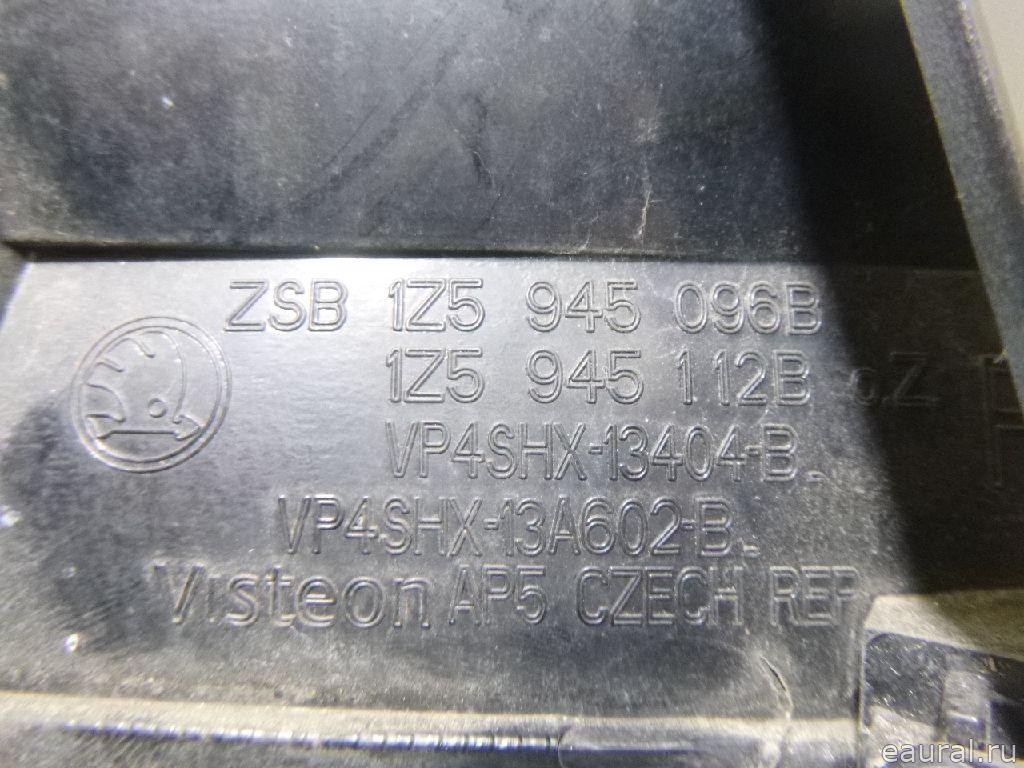 ZSB 1Z5 945 096B
1Z5 945 112B
VP4SHX-13404-B
VP4SHX-13A602-B
Visteon AP5 CZECH REP
eaural.ru